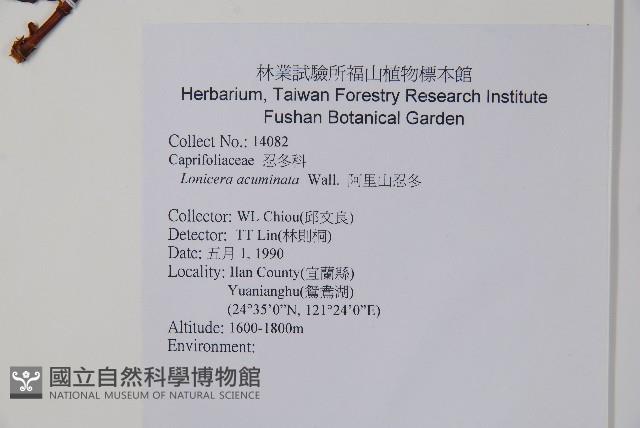 林業試驗所福山植物標本館
Herbarium, Taiwan Forestry Research Institute
Fushan Botanical Garden
Collect No.: 14082
Caprifoliaceae 忍冬科
Lonicera acuminata Wall. 阿里山忍冬
Collector: WL Chiou(邱文良)
Detector: TT Lin(林則桐)
Date: 五月 1, 1990
Locality: Ilan County(宜蘭縣)
Yuanianghu(鴛鴦湖)
(24°35'0"N, 121°24'0"E)
Altitude: 1600-1800m
Environment:
國立自然科學博物館
NATIONAL MUSEUM OF NATURAL SCIENCE